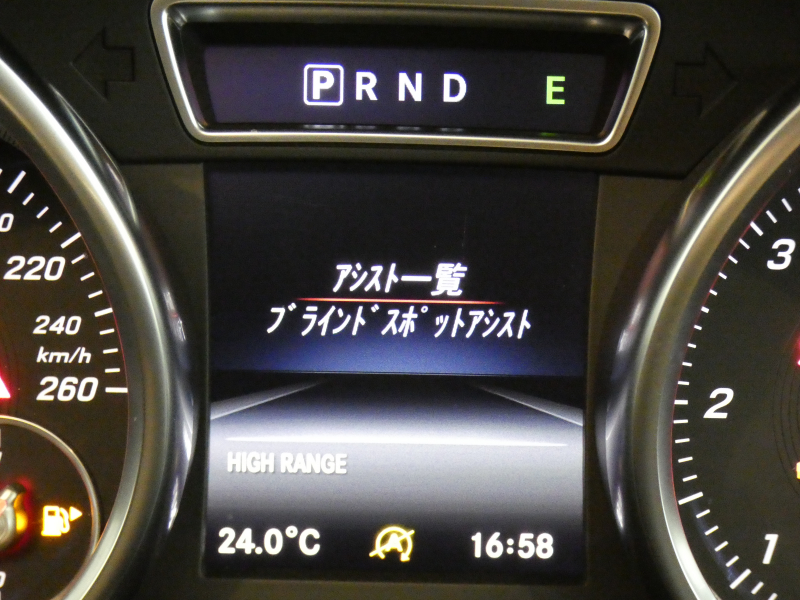 PRND E
アシスト一覧
ブラインドスポットアシスト
HIGH RANGE
24.0°C A 16:58
220
240
km/h
260
3
2
1